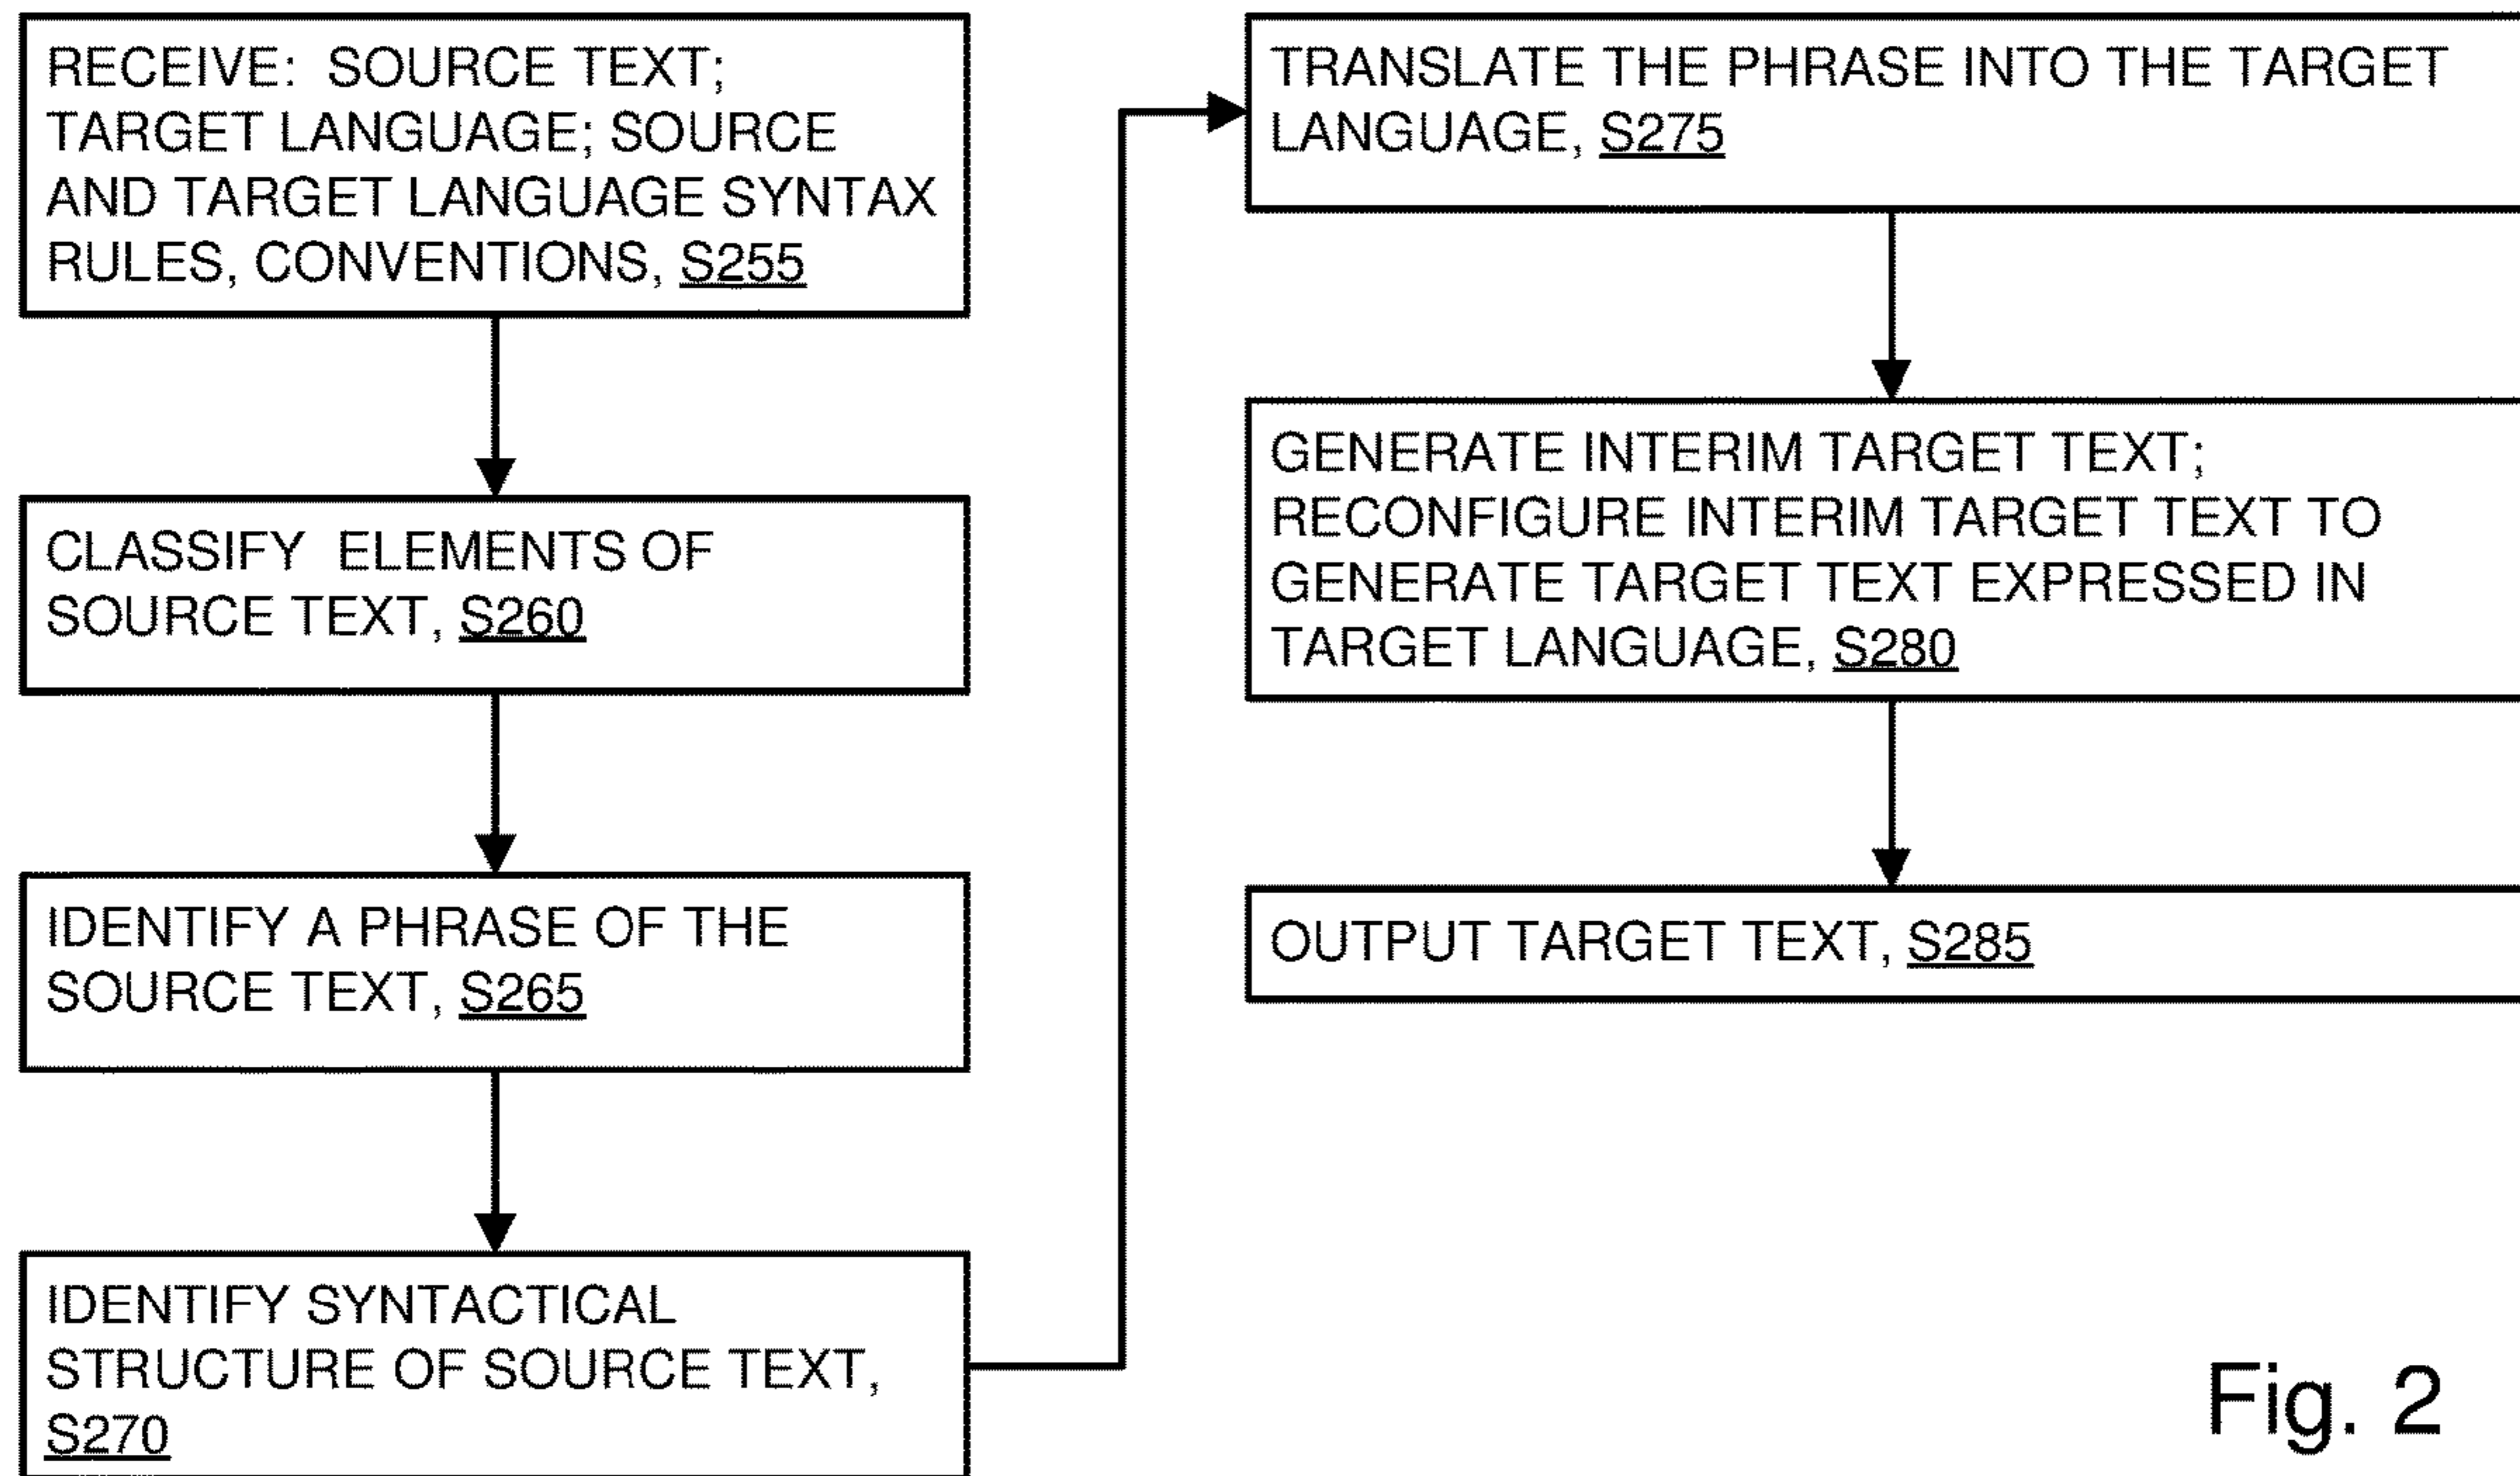 RECEIVE: SOURCE TEXT;
TARGET LANGUAGE; SOURCE
AND TARGET LANGUAGE SYNTAX
RULES, CONVENTIONS, S255
CLASSIFY ELEMENTS OF
SOURCE TEXT, S260
IDENTIFY A PHRASE OF THE
SOURCE TEXT, S265
IDENTIFY SYNTACTICAL
STRUCTURE OF SOURCE TEXT,
S270
TRANSLATE THE PHRASE INTO THE TARGET
LANGUAGE, S275
GENERATE INTERIM TARGET TEXT;
RECONFIGURE INTERIM TARGET TEXT TO
GENERATE TARGET TEXT EXPRESSED IN
TARGET LANGUAGE, S280
OUTPUT TARGET TEXT, S285
Fig. 2